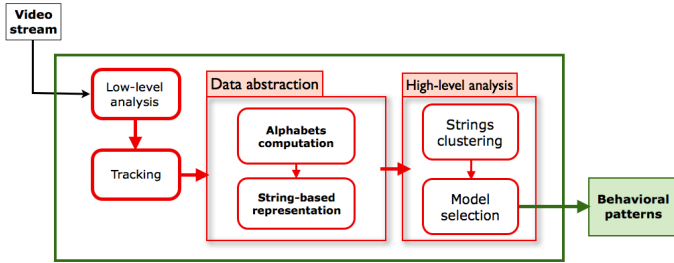 Video
stream
Low-level
analysis
Tracking
Data abstraction
Alphabets
computation
String-based
representation
High-level analysis
Strings
clustering
Model
selection
Behavioral
patterns